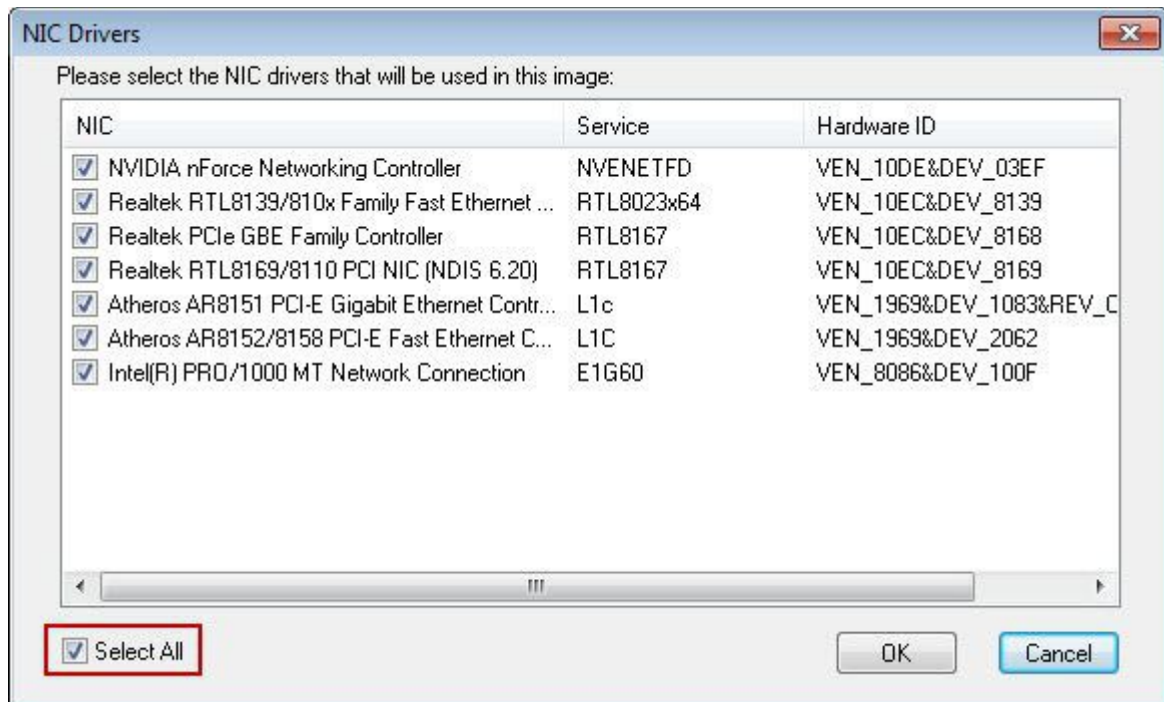 NIC Drivers
Please select the NIC drivers that will be used in this image:
NIC Service Hardware ID
NVIDIA nForce Networking Controller NVENETFD VEN_10DE&DEV_03EF
Realtek RTL8139/810x Family Fast Ethernet ... RTL8023x64 VEN_10EC&DEV_8139
Realtek PCIe GBE Family Controller RTL8167 VEN_10EC&DEV_8168
Realtek RTL8169/8110 PCI NIC (NDIS 6.20) RTL8167 VEN_10EC&DEV_8169
Atheros AR8151 PCI-E Gigabit Ethernet Contr... L1c VEN_1969&DEV_1083&REV_C
Atheros AR8152/8158 PCI-E Fast Ethernet C... L1C VEN_1969&DEV_2062
Intel(R) PRO/1000 MT Network Connection E1G60 VEN_8086&DEV_100F
Select All OK Cancel